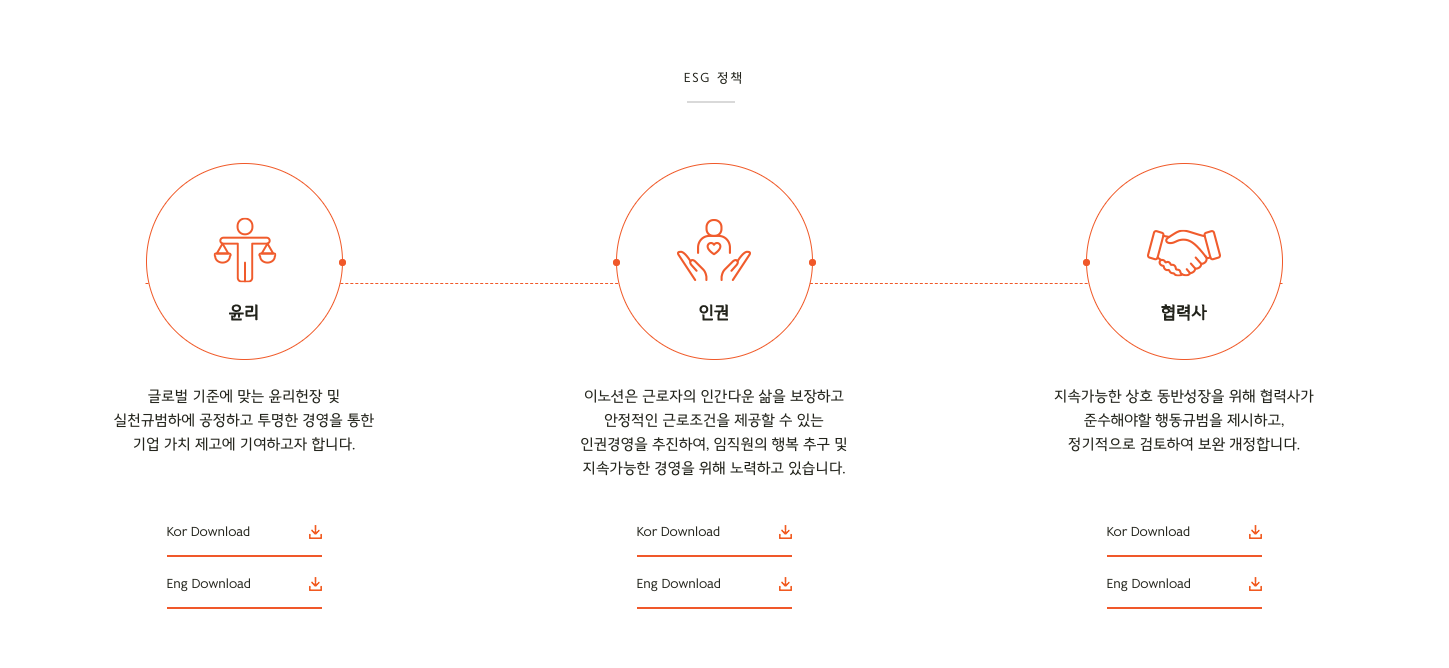 ESG 정책
윤리
글로벌 기준에 맞는 윤리헌장 및
실천규범하에 공정하고 투명한 경영을 통한
기업 가치 제고에 기여하고자 합니다.
Kor Download
Eng Download
인권
이노션은 근로자의 인간다운 삶을 보장하고
안정적인 근로조건을 제공할 수 있는
인권경영을 추진하여, 임직원의 행복 추구 및
지속가능한 경영을 위해 노력하고 있습니다.
Kor Download
Eng Download
협력사
지속가능한 상호 동반성장을 위해 협력사가
준수해야할 행동규범을 제시하고,
정기적으로 검토하여 보완 개정합니다.
Kor Download
Eng Download